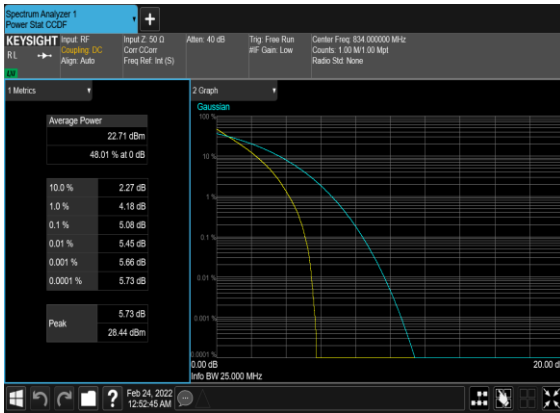 Spectrum Analyzer 1
Power Stat CCDF
+
KEYSIGHT
RL
Input: RF
Coupling: DC
Align: Auto
Input Z: 50 Ω
Corr CCorr
Freq Ref: Int (S)
Atten: 40 dB
Trig: Free Run
#IF Gain: Low
Center Freq: 834.000000 MHz
Counts: 1.00 M/1.00 Mpt
Radio Std: None
1 Metrics
Average Power
22.71 dBm
48.01 % at 0 dB
10.0 % 2.27 dB
1.0 % 4.18 dB
0.1 % 5.08 dB
0.01 % 5.45 dB
0.001 % 5.66 dB
0.0001 % 5.73 dB
Peak
5.73 dB
28.44 dBm
2 Graph
Gaussian
100 %
10 %
1 %
0.1 %
0.01 %
0.001 %
0.0001 %
0.00 dB
20.00 d
Info BW 25.000 MHz
?
Feb 24, 2022
12:52:45 AM